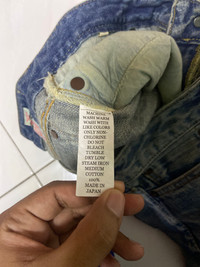 MACHINE
WASH WARM
WASH WITH
LIKE COLORS
ONLY NON-
CHLORINE
DO NOT
BLEACH
TUMBLE
DRY LOW
STEAM IRON
MEDIUM
COTTON
100%
MADE IN
JAPAN